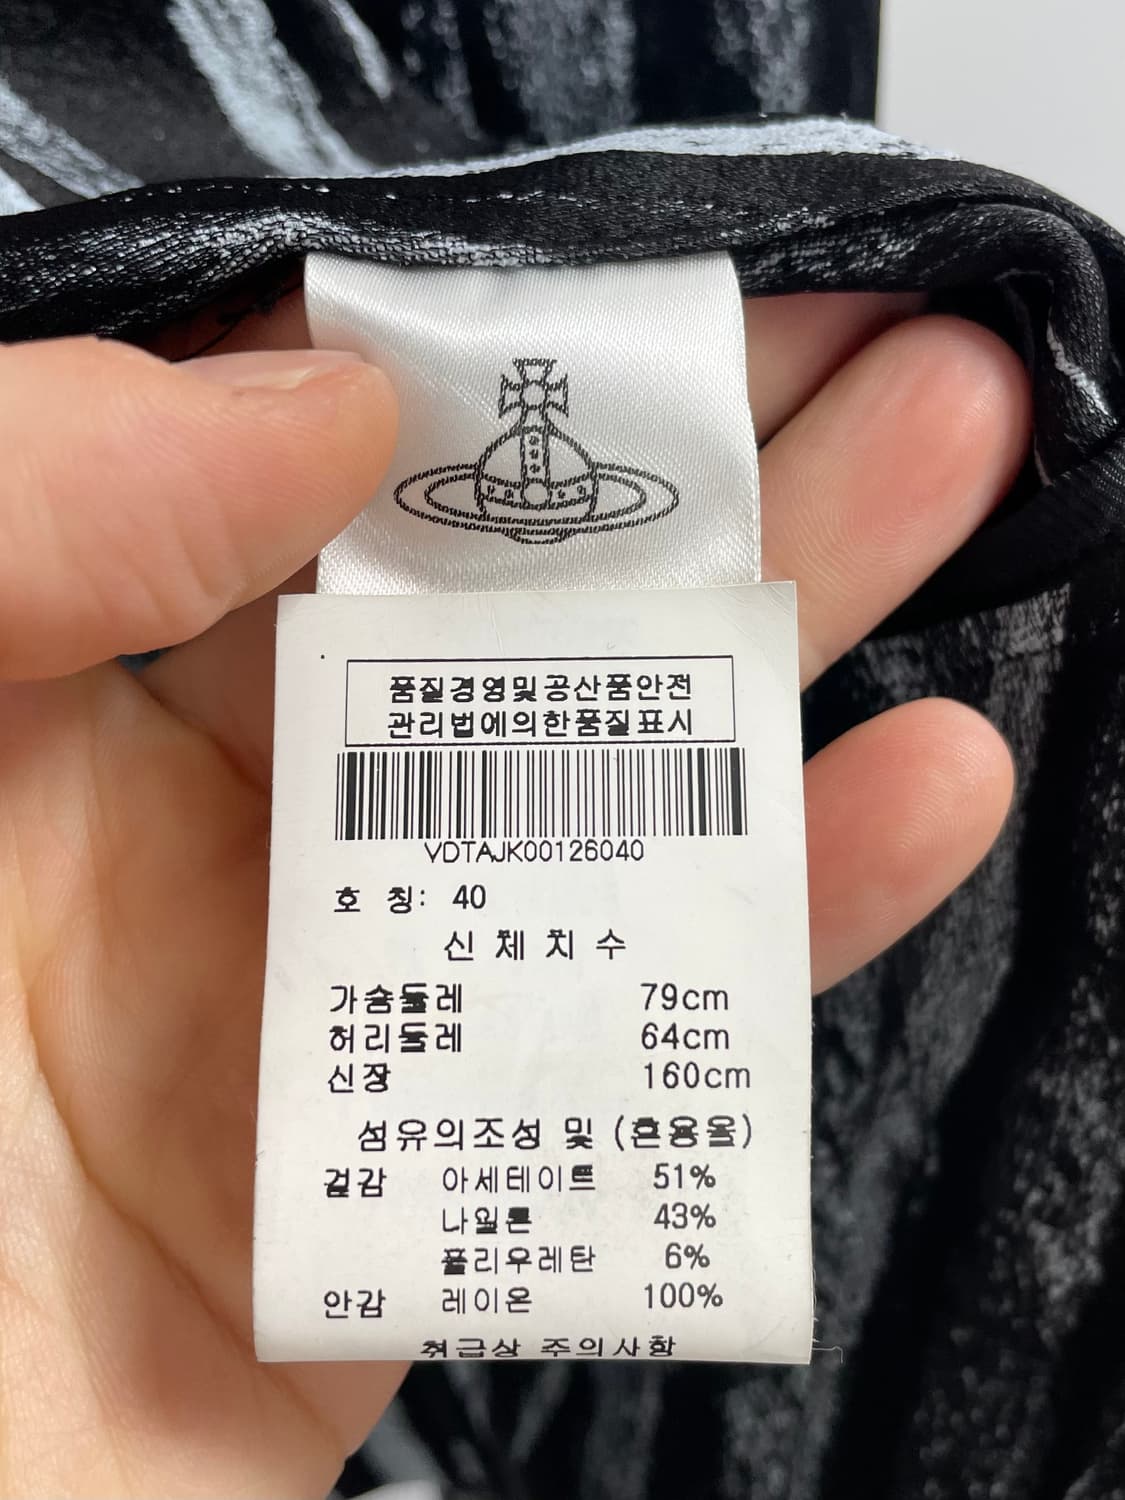 품질경영및공산품안전
관리법에의한품질표시
VDTAJK00126040
호 칭: 40
신 체 치 수
가슴둘레 79cm
허리둘레 64cm
신장 160cm
섬유의조성 및 (혼용율)
겉감 아세테이트 51%
나일론 43%
폴리우레탄 6%
안감 레이온 100%
취급상 주의사항